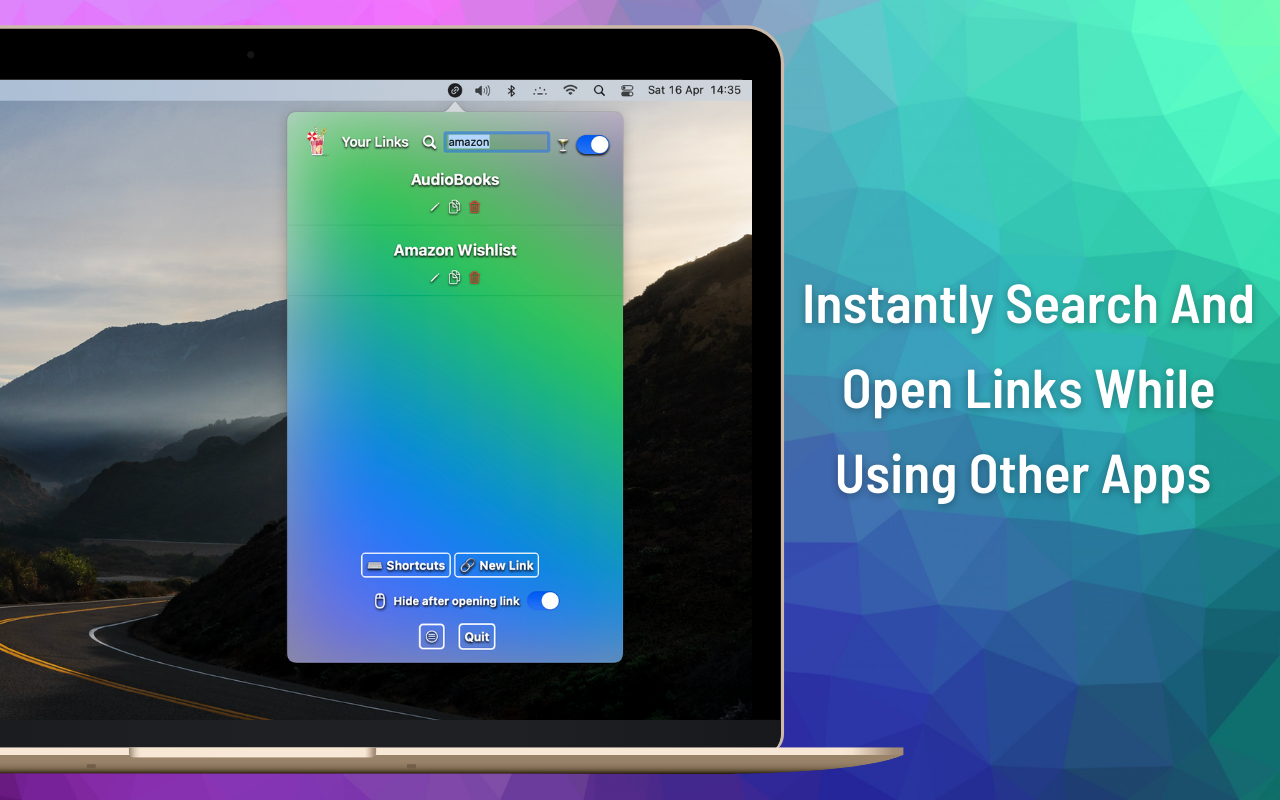 Sat 16 Apr 14:35
Your Links
amazon
AudioBooks
Amazon Wishlist
Shortcuts
New Link
Hide after opening link
Quit
Instantly Search And
Open Links While
Using Other Apps